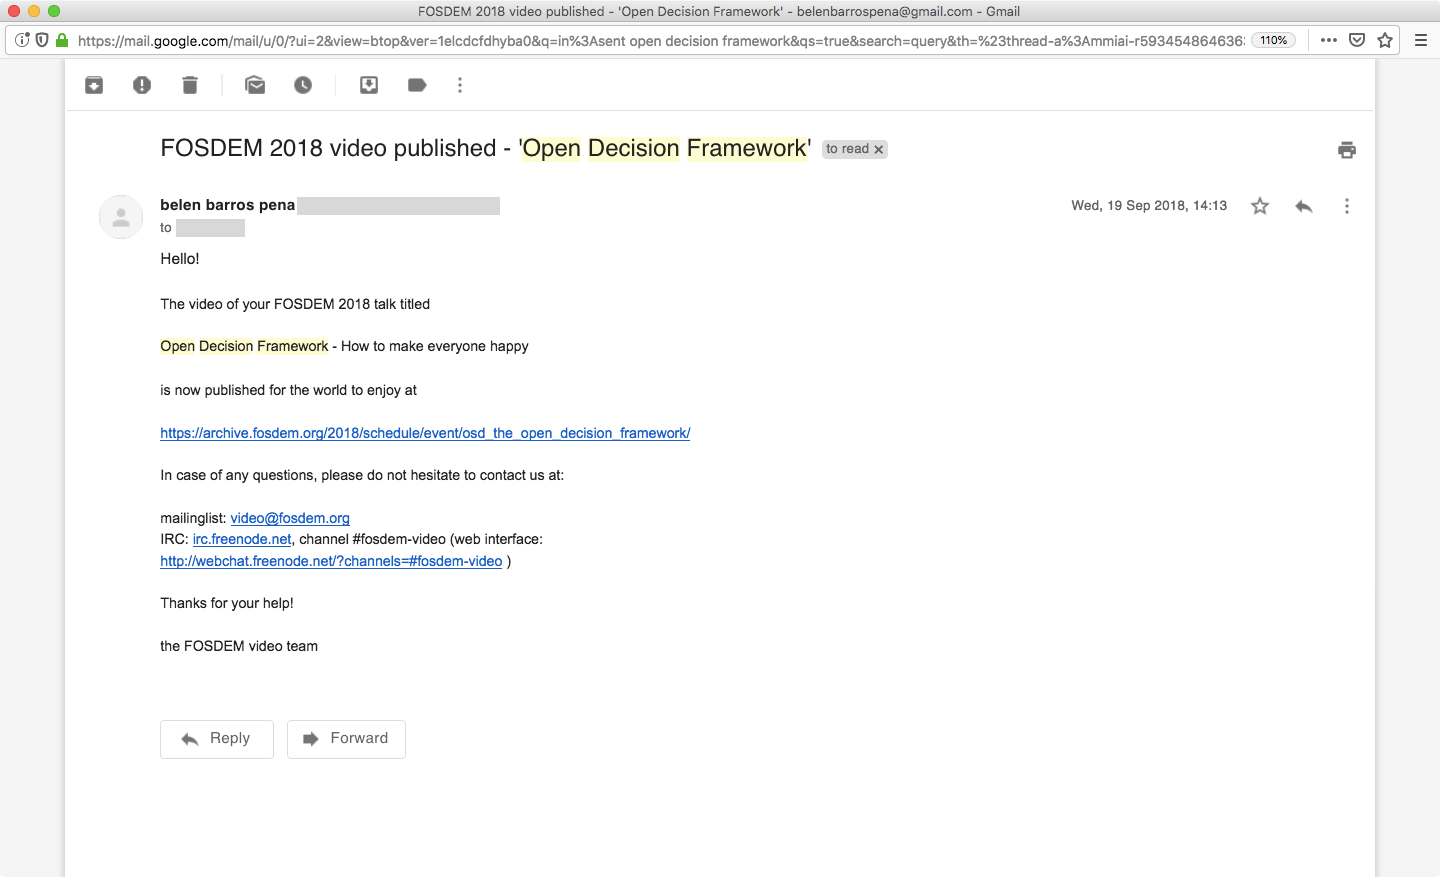 FOSDEM 2018 video published - 'Open Decision Framework' - belenbarrospena@gmail.com - Gmail
https://mail.google.com/mail/u/0/?ui=2&view=btop&ver=1elcdcfdhyba0&q=in%3Asent open decision framework&qs=true&search=query&th=%23thread-a%3Ammiai-r593454864636
110%
FOSDEM 2018 video published - 'Open Decision Framework' to read
belen barros pena
Wed, 19 Sep 2018, 14:13
to
Hello!
The video of your FOSDEM 2018 talk titled
Open Decision Framework - How to make everyone happy
is now published for the world to enjoy at
https://archive.fosdem.org/2018/schedule/event/osd_the_open_decision_framework/
In case of any questions, please do not hesitate to contact us at:
mailinglist: video@fosdem.org
IRC: irc.freenode.net, channel #fosdem-video (web interface:
http://webchat.freenode.net/?channels=#fosdem-video )
Thanks for your help!
the FOSDEM video team
Reply
Forward